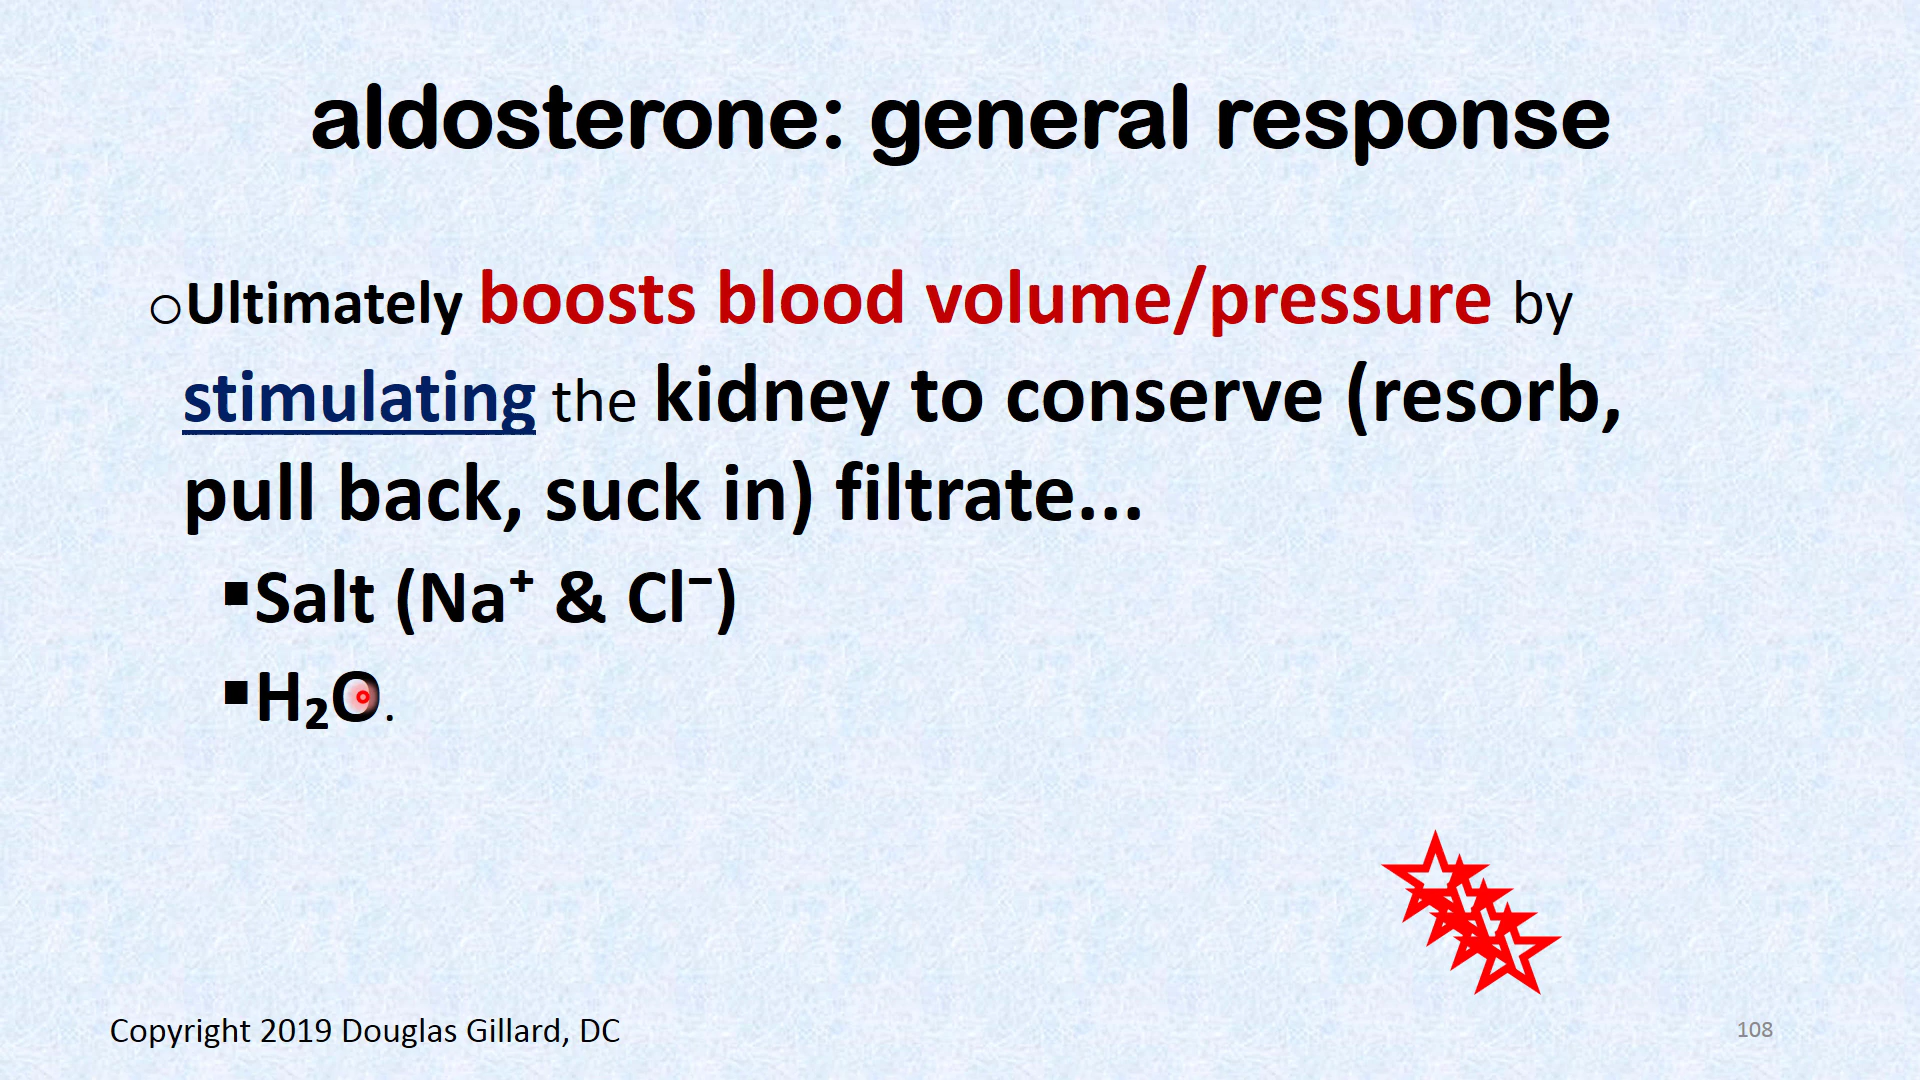 aldosterone: general response
○Ultimately boosts blood volume/pressure by
stimulating the kidney to conserve (resorb,
pull back, suck in) filtrate...
▪Salt (Na⁺ & Cl⁻)
▪H₂O.
Copyright 2019 Douglas Gillard, DC
108